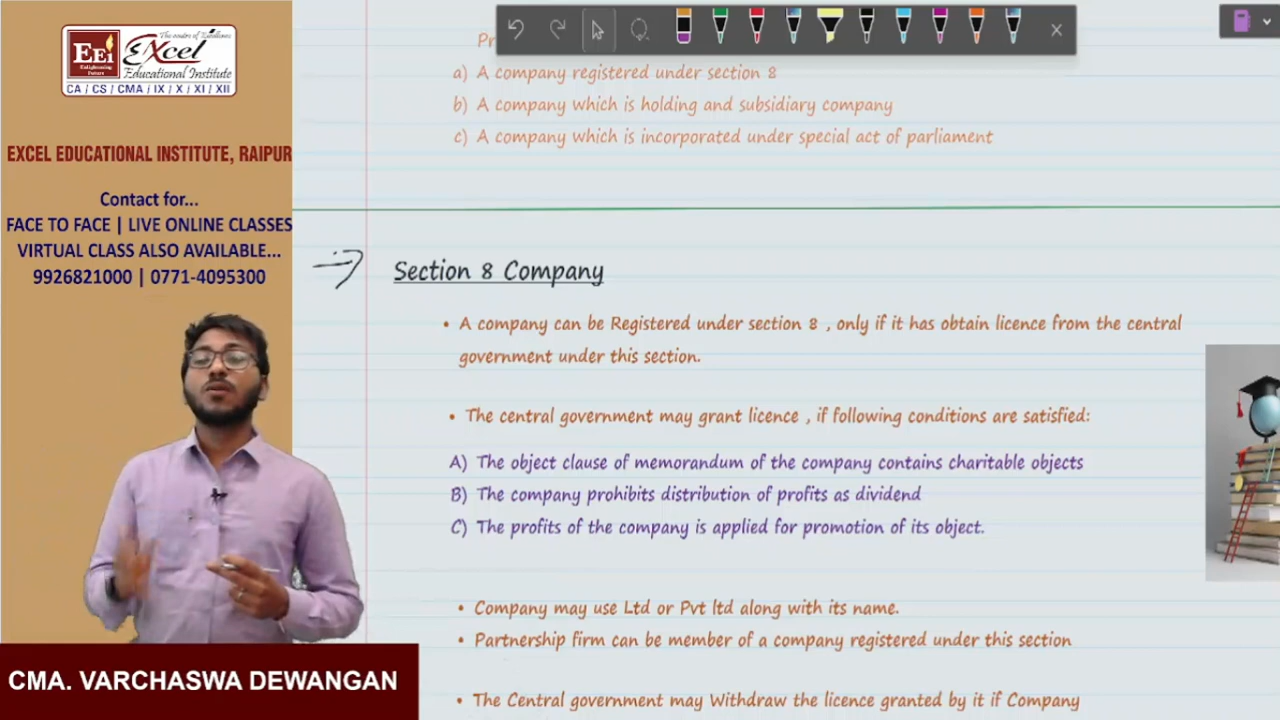 The centre of Excellence
EEi
Enlightening Future
Excel
Educational Institute
CA / CS / CMA / IX / X / XI / XII
EXCEL EDUCATIONAL INSTITUTE, RAIPUR
Contact for...
FACE TO FACE | LIVE ONLINE CLASSES
VIRTUAL CLASS ALSO AVAILABLE...
9926821000 | 0771-4095300
CMA. VARCHASWA DEWANGAN
Pr
a) A company registered under section 8
b) A company which is holding and subsidiary company
c) A company which is incorporated under special act of parliament
Section 8 Company
• A company can be Registered under section 8 , only if it has obtain licence from the central
government under this section.
• The central government may grant licence , if following conditions are satisfied:
A) The object clause of memorandum of the company contains charitable objects
B) The company prohibits distribution of profits as dividend
C) The profits of the company is applied for promotion of its object.
• Company may use Ltd or Pvt ltd along with its name.
• Partnership firm can be member of a company registered under this section
• The Central government may Withdraw the licence granted by it if Company